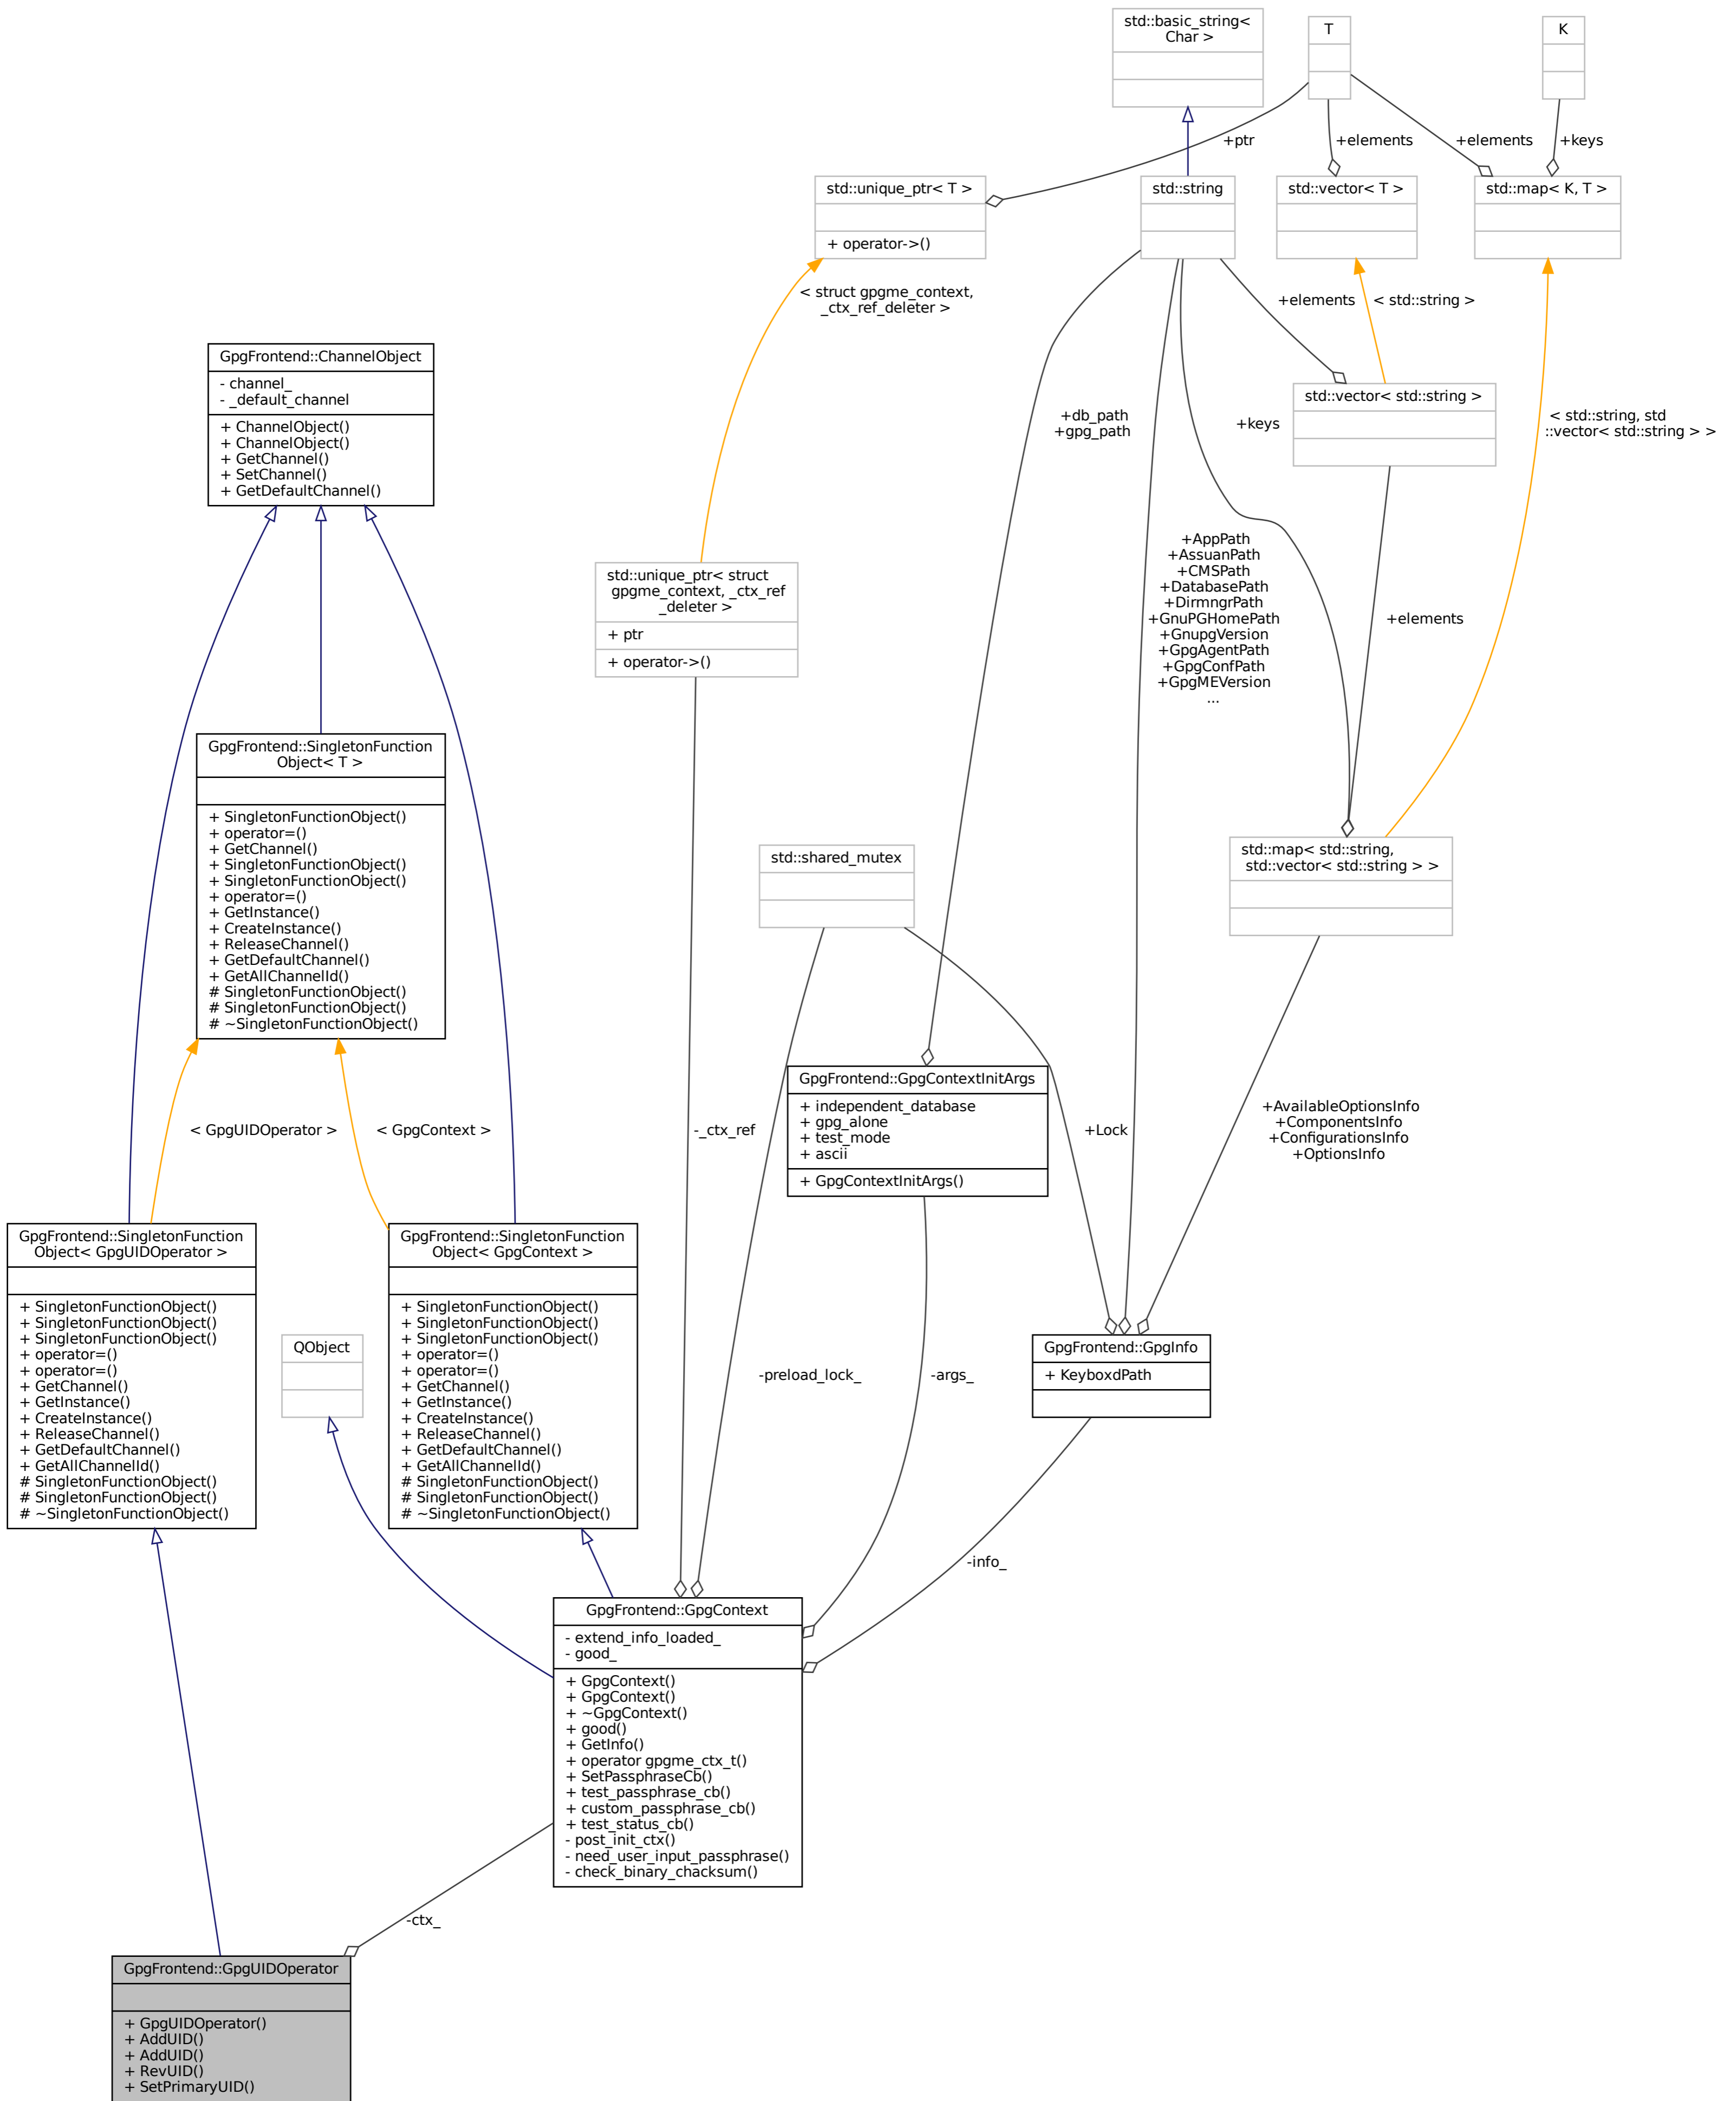 std::basic_string<
Char >
T
K
+ptr
+elements
+elements
+keys
std::unique_ptr< T >
+ operator->()
std::string
std::vector< T >
std::map< K, T >
< struct gpgme_context,
_ctx_ref_deleter >
+elements
< std::string >
GpgFrontend::ChannelObject
- channel_
- _default_channel
+ ChannelObject()
+ ChannelObject()
+ GetChannel()
+ SetChannel()
+ GetDefaultChannel()
+db_path
+gpg_path
+keys
std::vector< std::string >
< std::string, std
::vector< std::string > >
std::unique_ptr< struct
gpgme_context, _ctx_ref
_deleter >
+ ptr
+ operator->()
+AppPath
+AssuanPath
+CMSPath
+DatabasePath
+DirmngrPath
+GnuPGHomePath
+GnupgVersion
+GpgAgentPath
+GpgConfPath
+GpgMEVersion
...
+elements
GpgFrontend::SingletonFunction
Object< T >
+ SingletonFunctionObject()
+ operator=()
+ GetChannel()
+ SingletonFunctionObject()
+ SingletonFunctionObject()
+ operator=()
+ GetInstance()
+ CreateInstance()
+ ReleaseChannel()
+ GetDefaultChannel()
+ GetAllChannelId()
# SingletonFunctionObject()
# SingletonFunctionObject()
# ~SingletonFunctionObject()
std::shared_mutex
std::map< std::string,
std::vector< std::string > >
< GpgUIDOperator >
< GpgContext >
-_ctx_ref
GpgFrontend::GpgContextInitArgs
+ independent_database
+ gpg_alone
+ test_mode
+ ascii
+ GpgContextInitArgs()
+Lock
+AvailableOptionsInfo
+ComponentsInfo
+ConfigurationsInfo
+OptionsInfo
GpgFrontend::SingletonFunction
Object< GpgUIDOperator >
+ SingletonFunctionObject()
+ SingletonFunctionObject()
+ SingletonFunctionObject()
+ operator=()
+ operator=()
+ GetChannel()
+ GetInstance()
+ CreateInstance()
+ ReleaseChannel()
+ GetDefaultChannel()
+ GetAllChannelId()
# SingletonFunctionObject()
# SingletonFunctionObject()
# ~SingletonFunctionObject()
QObject
GpgFrontend::SingletonFunction
Object< GpgContext >
+ SingletonFunctionObject()
+ SingletonFunctionObject()
+ SingletonFunctionObject()
+ operator=()
+ operator=()
+ GetChannel()
+ GetInstance()
+ CreateInstance()
+ ReleaseChannel()
+ GetDefaultChannel()
+ GetAllChannelId()
# SingletonFunctionObject()
# SingletonFunctionObject()
# ~SingletonFunctionObject()
-preload_lock_
-args_
GpgFrontend::GpgInfo
+ KeyboxdPath
-info_
GpgFrontend::GpgContext
- extend_info_loaded_
- good_
+ GpgContext()
+ GpgContext()
+ ~GpgContext()
+ good()
+ GetInfo()
+ operator gpgme_ctx_t()
+ SetPassphraseCb()
+ test_passphrase_cb()
+ custom_passphrase_cb()
+ test_status_cb()
- post_init_ctx()
- need_user_input_passphrase()
- check_binary_chacksum()
-ctx_
GpgFrontend::GpgUIDOperator
+ GpgUIDOperator()
+ AddUID()
+ AddUID()
+ RevUID()
+ SetPrimaryUID()